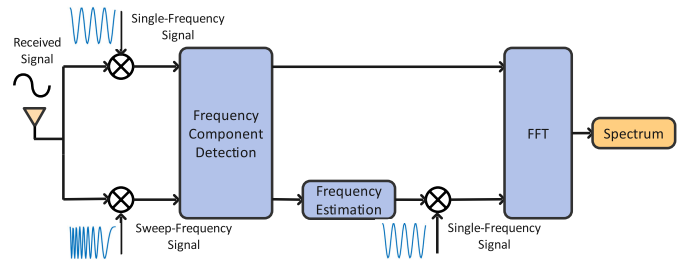 Single-Frequency
Signal
Received
Signal
Frequency
Component
Detection
FFT
Spectrum
Frequency
Estimation
Sweep-Frequency
Signal
Single-Frequency
Signal